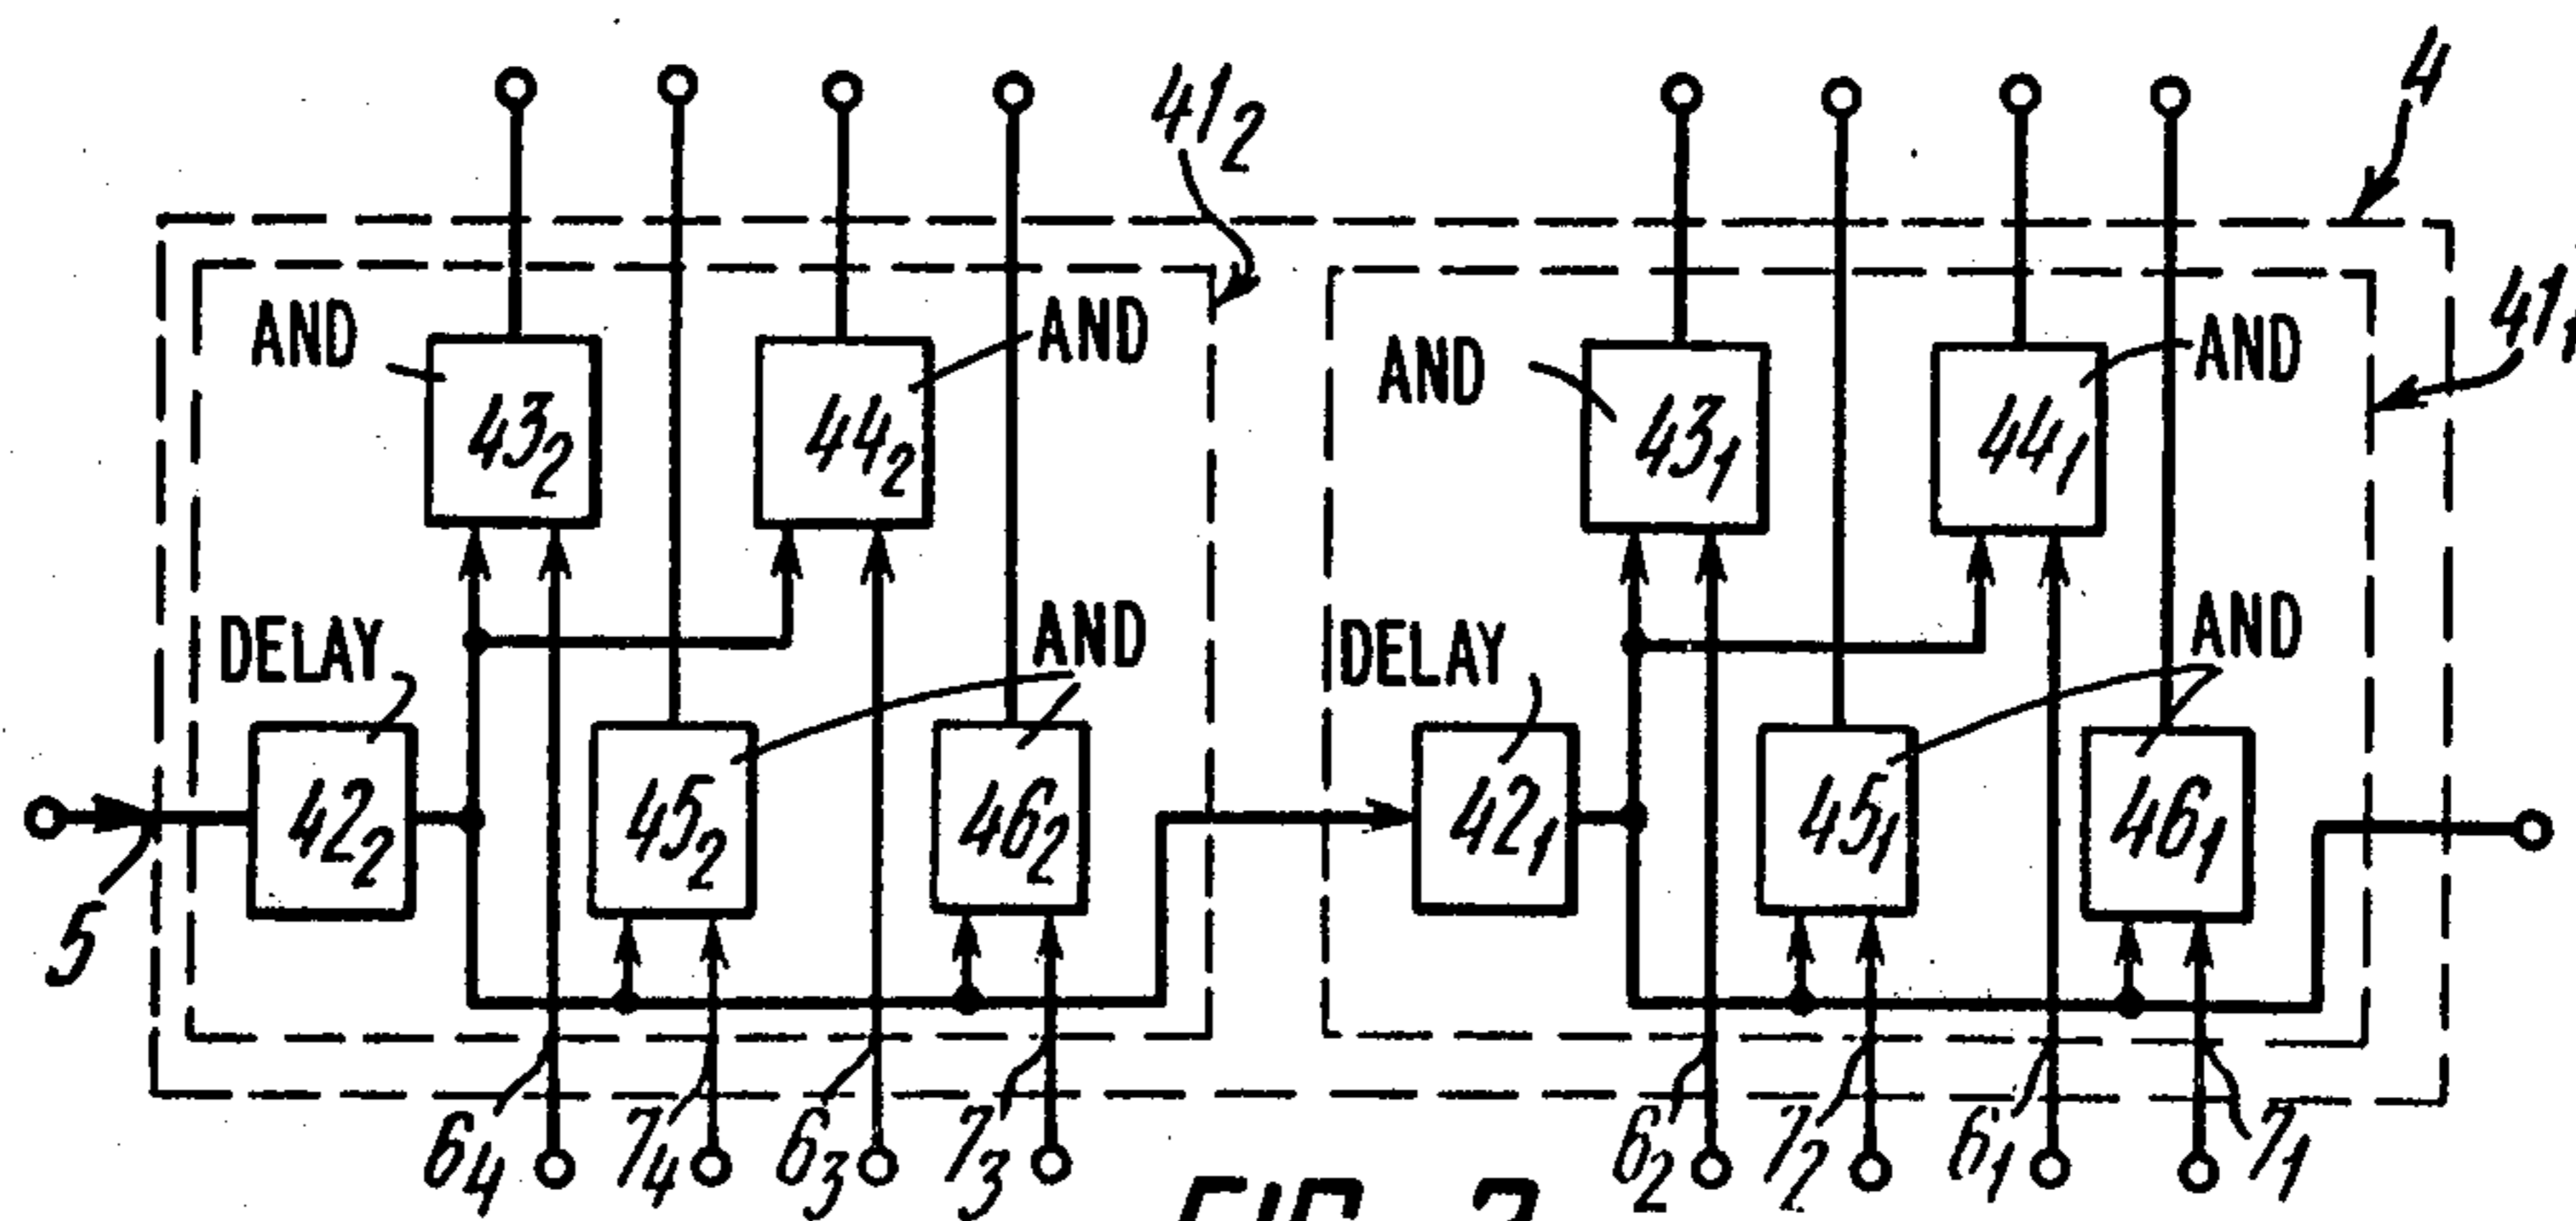 4
41₂
41₁
AND
AND
AND
AND
43₂
44₂
43₁
44₁
DELAY
AND
DELAY
AND
42₂
45₂
46₂
42₁
45₁
46₁
5
6₄ 7₄ 6₃ 7₃ 6₂ 7₂ 6₁ 7₁